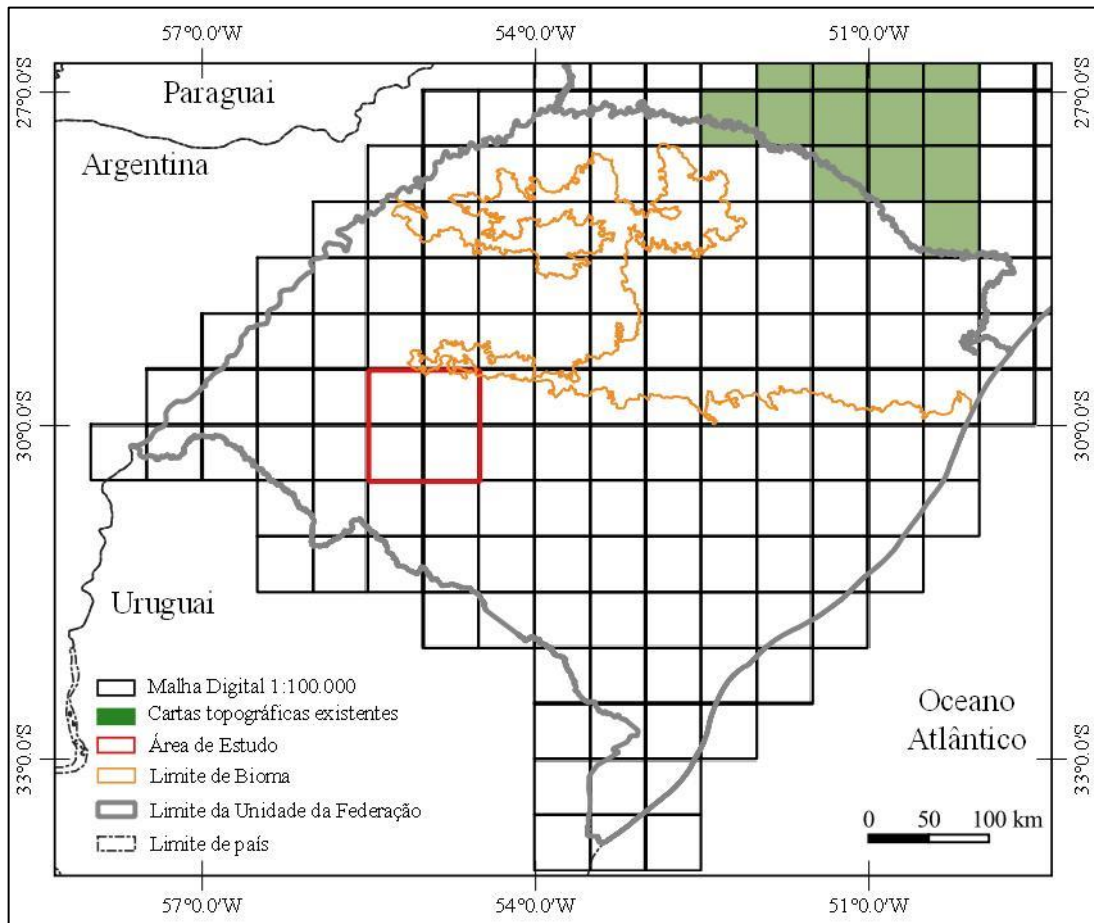 57°0.0'W 54°0.0'W 51°0.0'W
27°0.0'S 27°0.0'S
Paraguai
Argentina
30°0.0'S 30°0.0'S
Uruguai
Malha Digital 1:100.000
Cartas topográficas existentes
Área de Estudo
Limite de Bioma
Limite da Unidade da Federação
Limite de país
Oceano
Atlântico
33°0.0'S 33°0.0'S
0 50 100 km
57°0.0'W 54°0.0'W 51°0.0'W